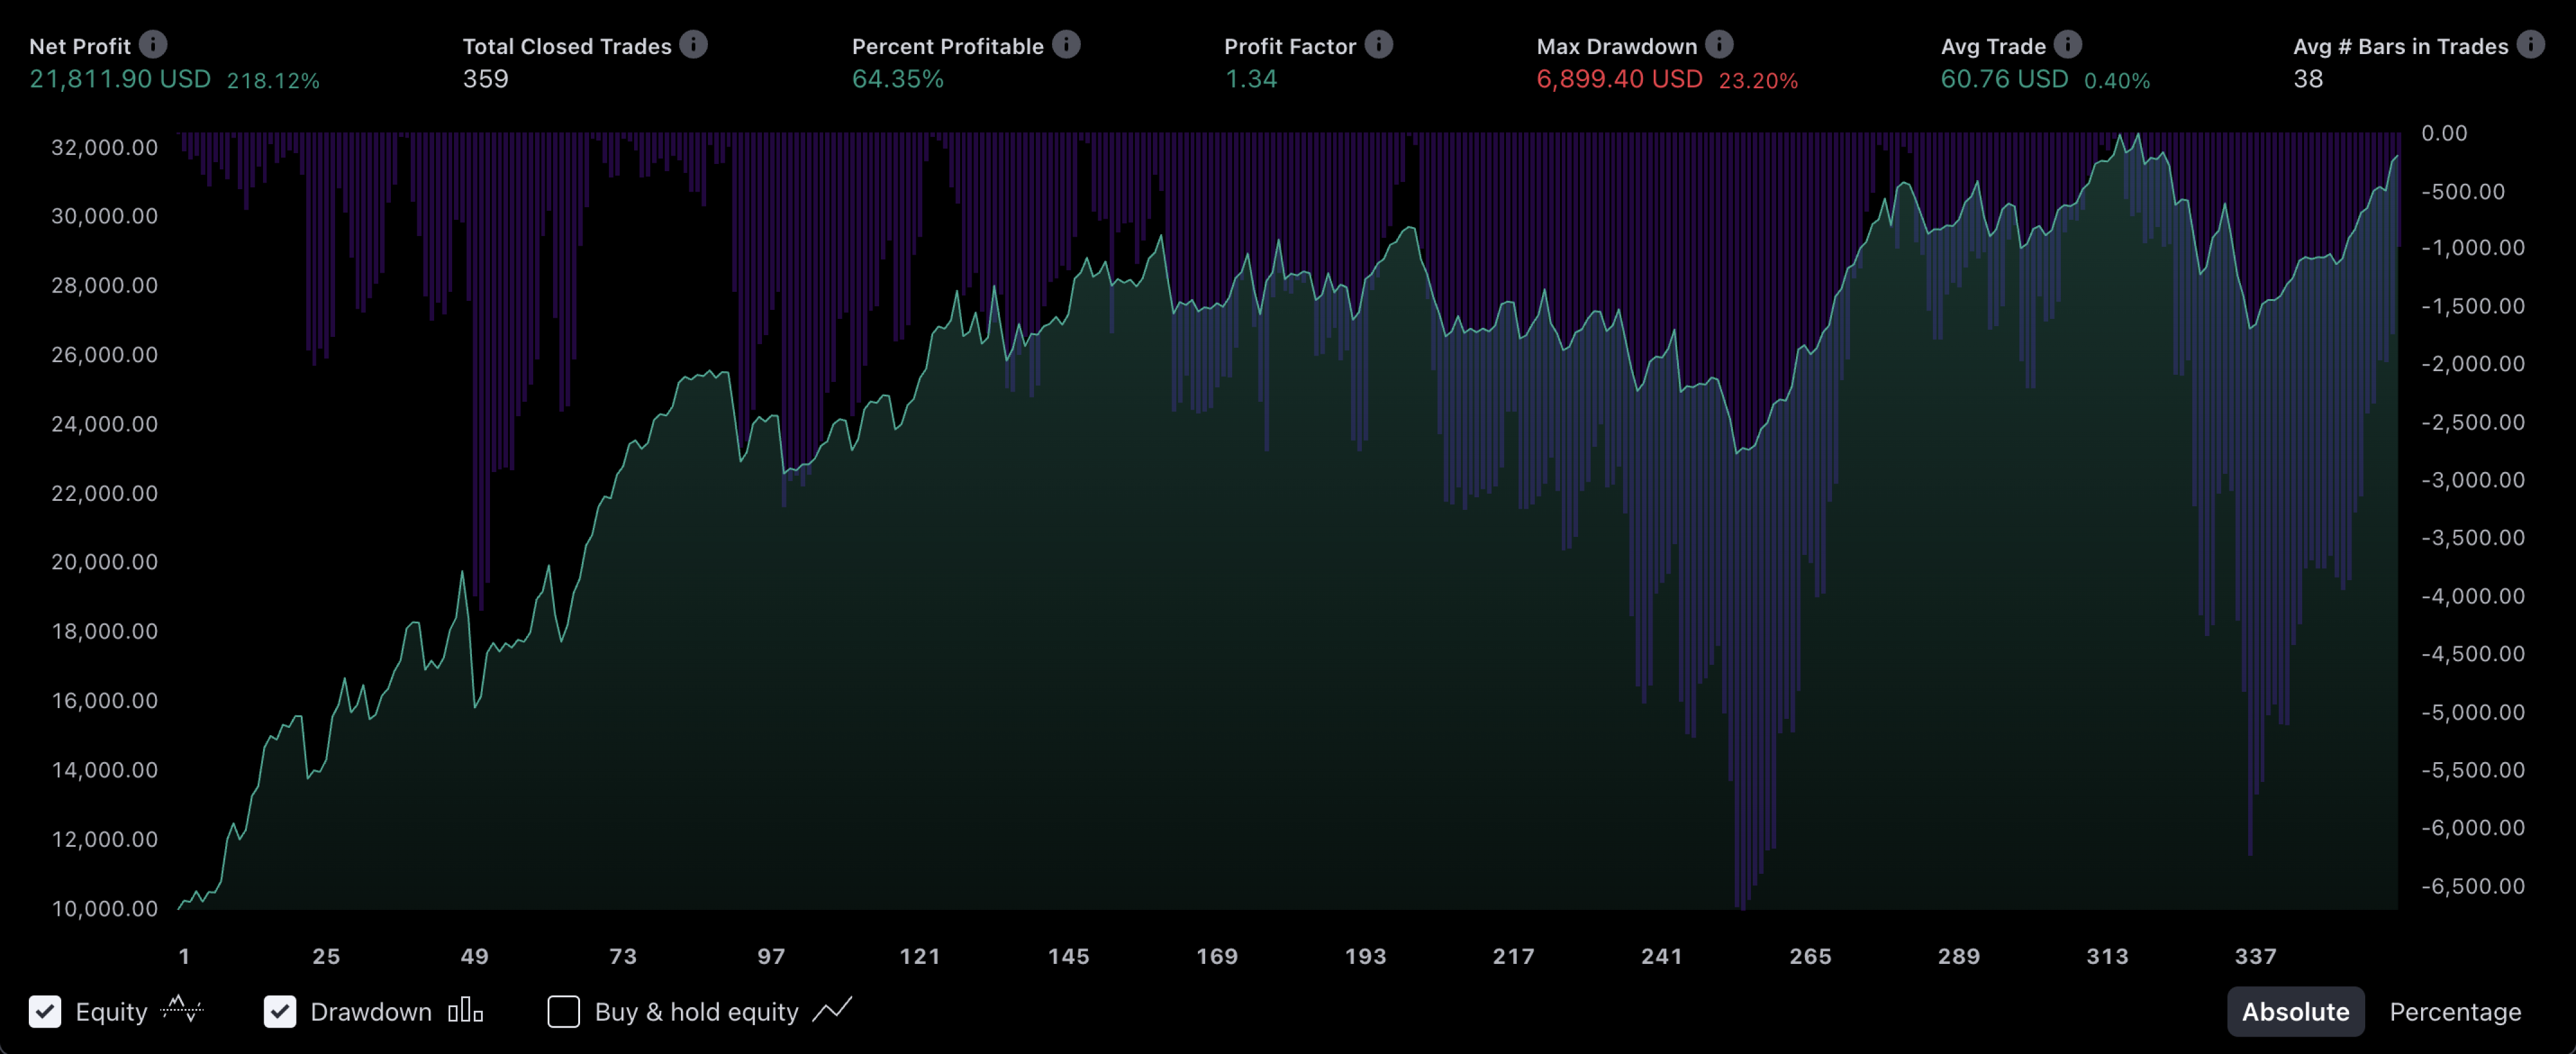 Net Profit
21,811.90 USD 218.12%
Total Closed Trades
359
Percent Profitable
64.35%
Profit Factor
1.34
Max Drawdown
6,899.40 USD 23.20%
Avg Trade
60.76 USD 0.40%
Avg # Bars in Trades
38
32,000.00
30,000.00
28,000.00
26,000.00
24,000.00
22,000.00
20,000.00
18,000.00
16,000.00
14,000.00
12,000.00
10,000.00
0.00
-500.00
-1,000.00
-1,500.00
-2,000.00
-2,500.00
-3,000.00
-3,500.00
-4,000.00
-4,500.00
-5,000.00
-5,500.00
-6,000.00
-6,500.00
1 25 49 73 97 121 145 169 193 217 241 265 289 313 337
Equity Drawdown Buy & hold equity Absolute Percentage